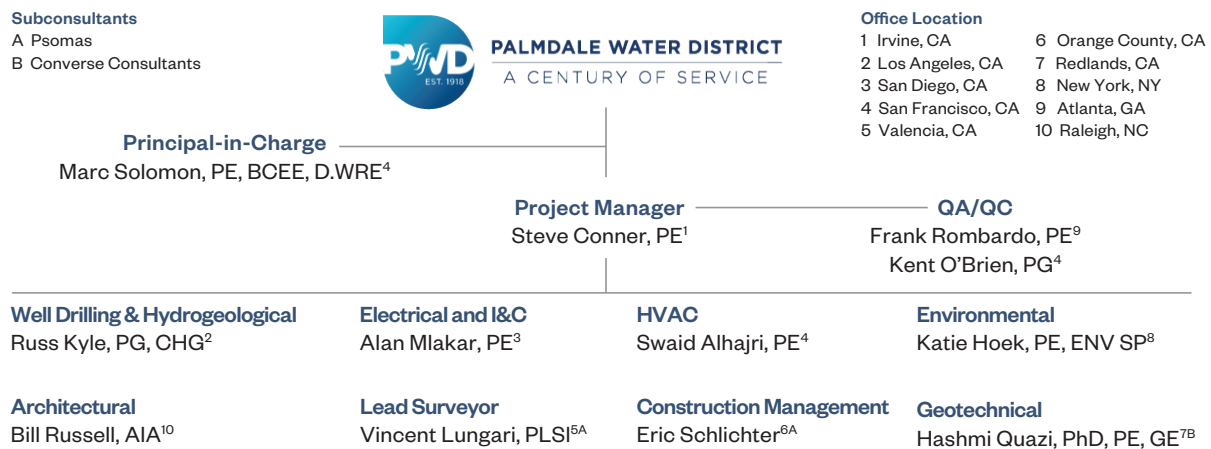 Subconsultants
A Psomas
B Converse Consultants
PWD
EST. 1918
PALMDALE WATER DISTRICT
A CENTURY OF SERVICE
Office Location
1 Irvine, CA
2 Los Angeles, CA
3 San Diego, CA
4 San Francisco, CA
5 Valencia, CA
6 Orange County, CA
7 Redlands, CA
8 New York, NY
9 Atlanta, GA
10 Raleigh, NC
Principal-in-Charge
Marc Solomon, PE, BCEE, D.WRE⁴
Project Manager
Steve Conner, PE¹
QA/QC
Frank Rombardo, PE⁹
Kent O’Brien, PG⁴
Well Drilling & Hydrogeological
Russ Kyle, PG, CHG²
Electrical and I&C
Alan Mlakar, PE³
HVAC
Swaid Alhajri, PE⁴
Environmental
Katie Hoek, PE, ENV SP⁸
Architectural
Bill Russell, AIA¹⁰
Lead Surveyor
Vincent Lungari, PLSI⁵ᴬ
Construction Management
Eric Schlichter⁶ᴬ
Geotechnical
Hashmi Quazi, PhD, PE, GE⁷ᴮ